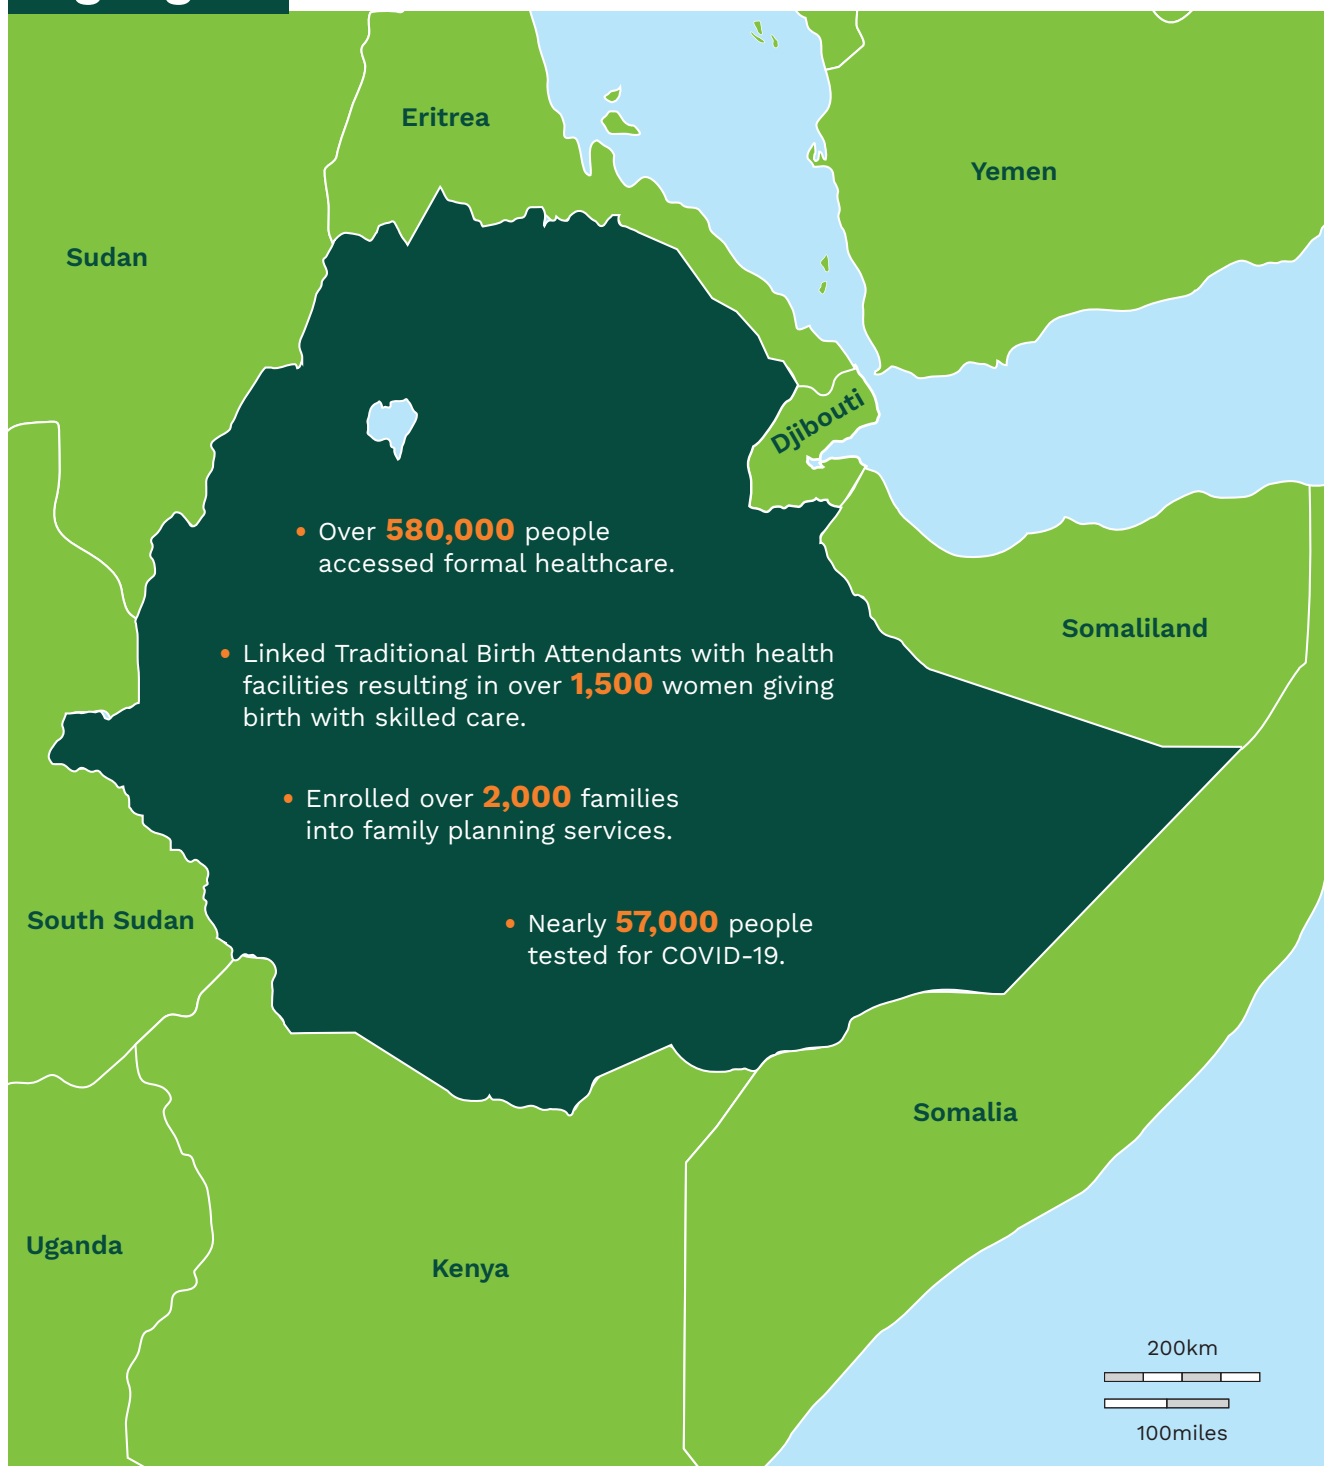 Eritrea
Yemen
Sudan
Djibouti
• Over 580,000 people
accessed formal healthcare.
Somaliland
• Linked Traditional Birth Attendants with health
facilities resulting in over 1,500 women giving
birth with skilled care.
• Enrolled over 2,000 families
into family planning services.
South Sudan
• Nearly 57,000 people
tested for COVID-19.
Somalia
Uganda
Kenya
200km
100miles